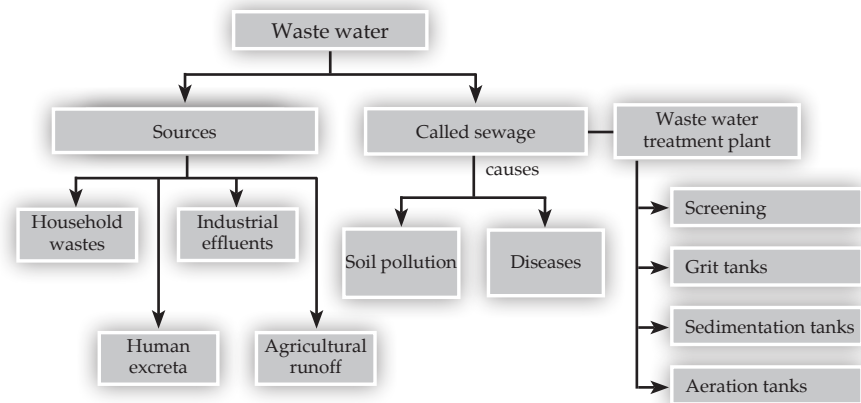 Waste water
Sources
Called sewage
Waste water
treatment plant
causes
Household
wastes
Industrial
effluents
Soil pollution
Diseases
Screening
Grit tanks
Sedimentation tanks
Aeration tanks
Human
excreta
Agricultural
runoff